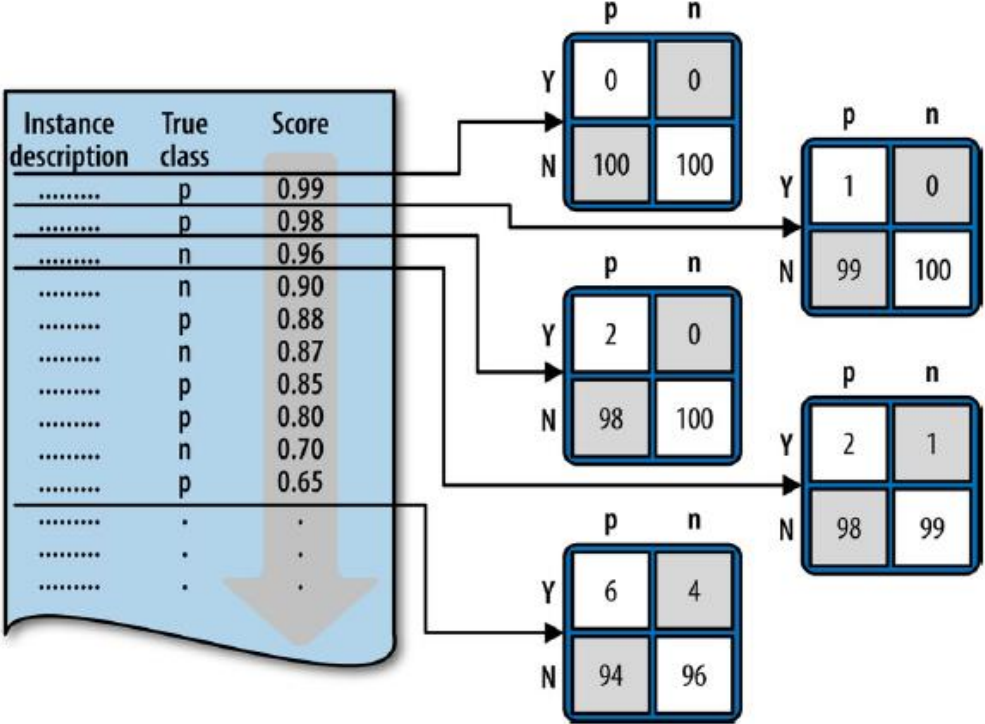 Instance True Score
description class
......... p 0.99
......... p 0.98
......... n 0.96
......... n 0.90
......... p 0.88
......... n 0.87
......... p 0.85
......... p 0.80
......... n 0.70
......... p 0.65
......... . .
......... . .
......... . .
p n
Y 0 0
N 100 100
p n
Y 1 0
N 99 100
p n
Y 2 0
N 98 100
p n
Y 2 1
N 98 99
p n
Y 6 4
N 94 96